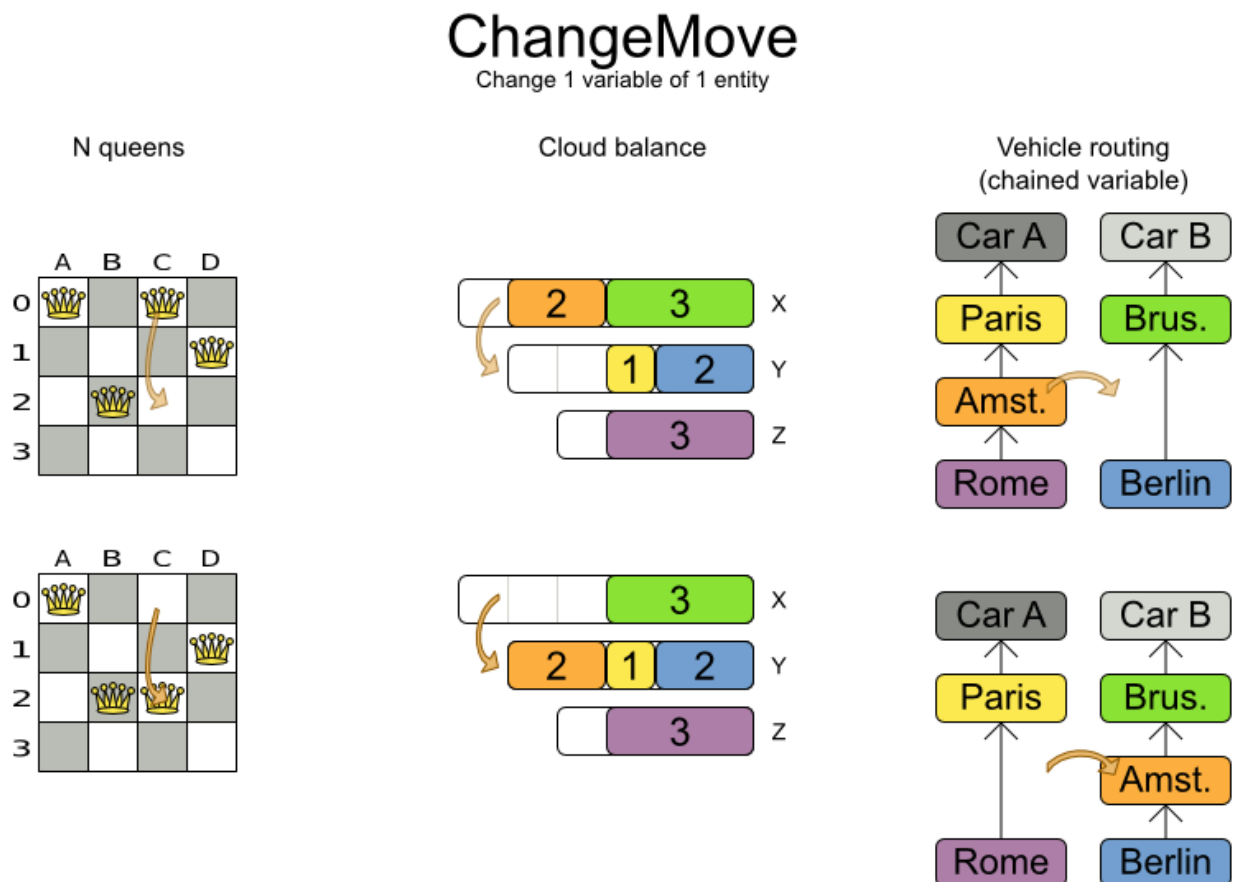 ChangeMove
Change 1 variable of 1 entity
N queens
Cloud balance
Vehicle routing
(chained variable)
A B C D
0
1
2
3
2 3 X
1 2 Y
3 Z
Car A Car B
Paris Brus.
Amst.
Rome Berlin
A B C D
0
1
2
3
3 X
2 1 2 Y
3 Z
Car A Car B
Paris Brus.
Amst.
Rome Berlin